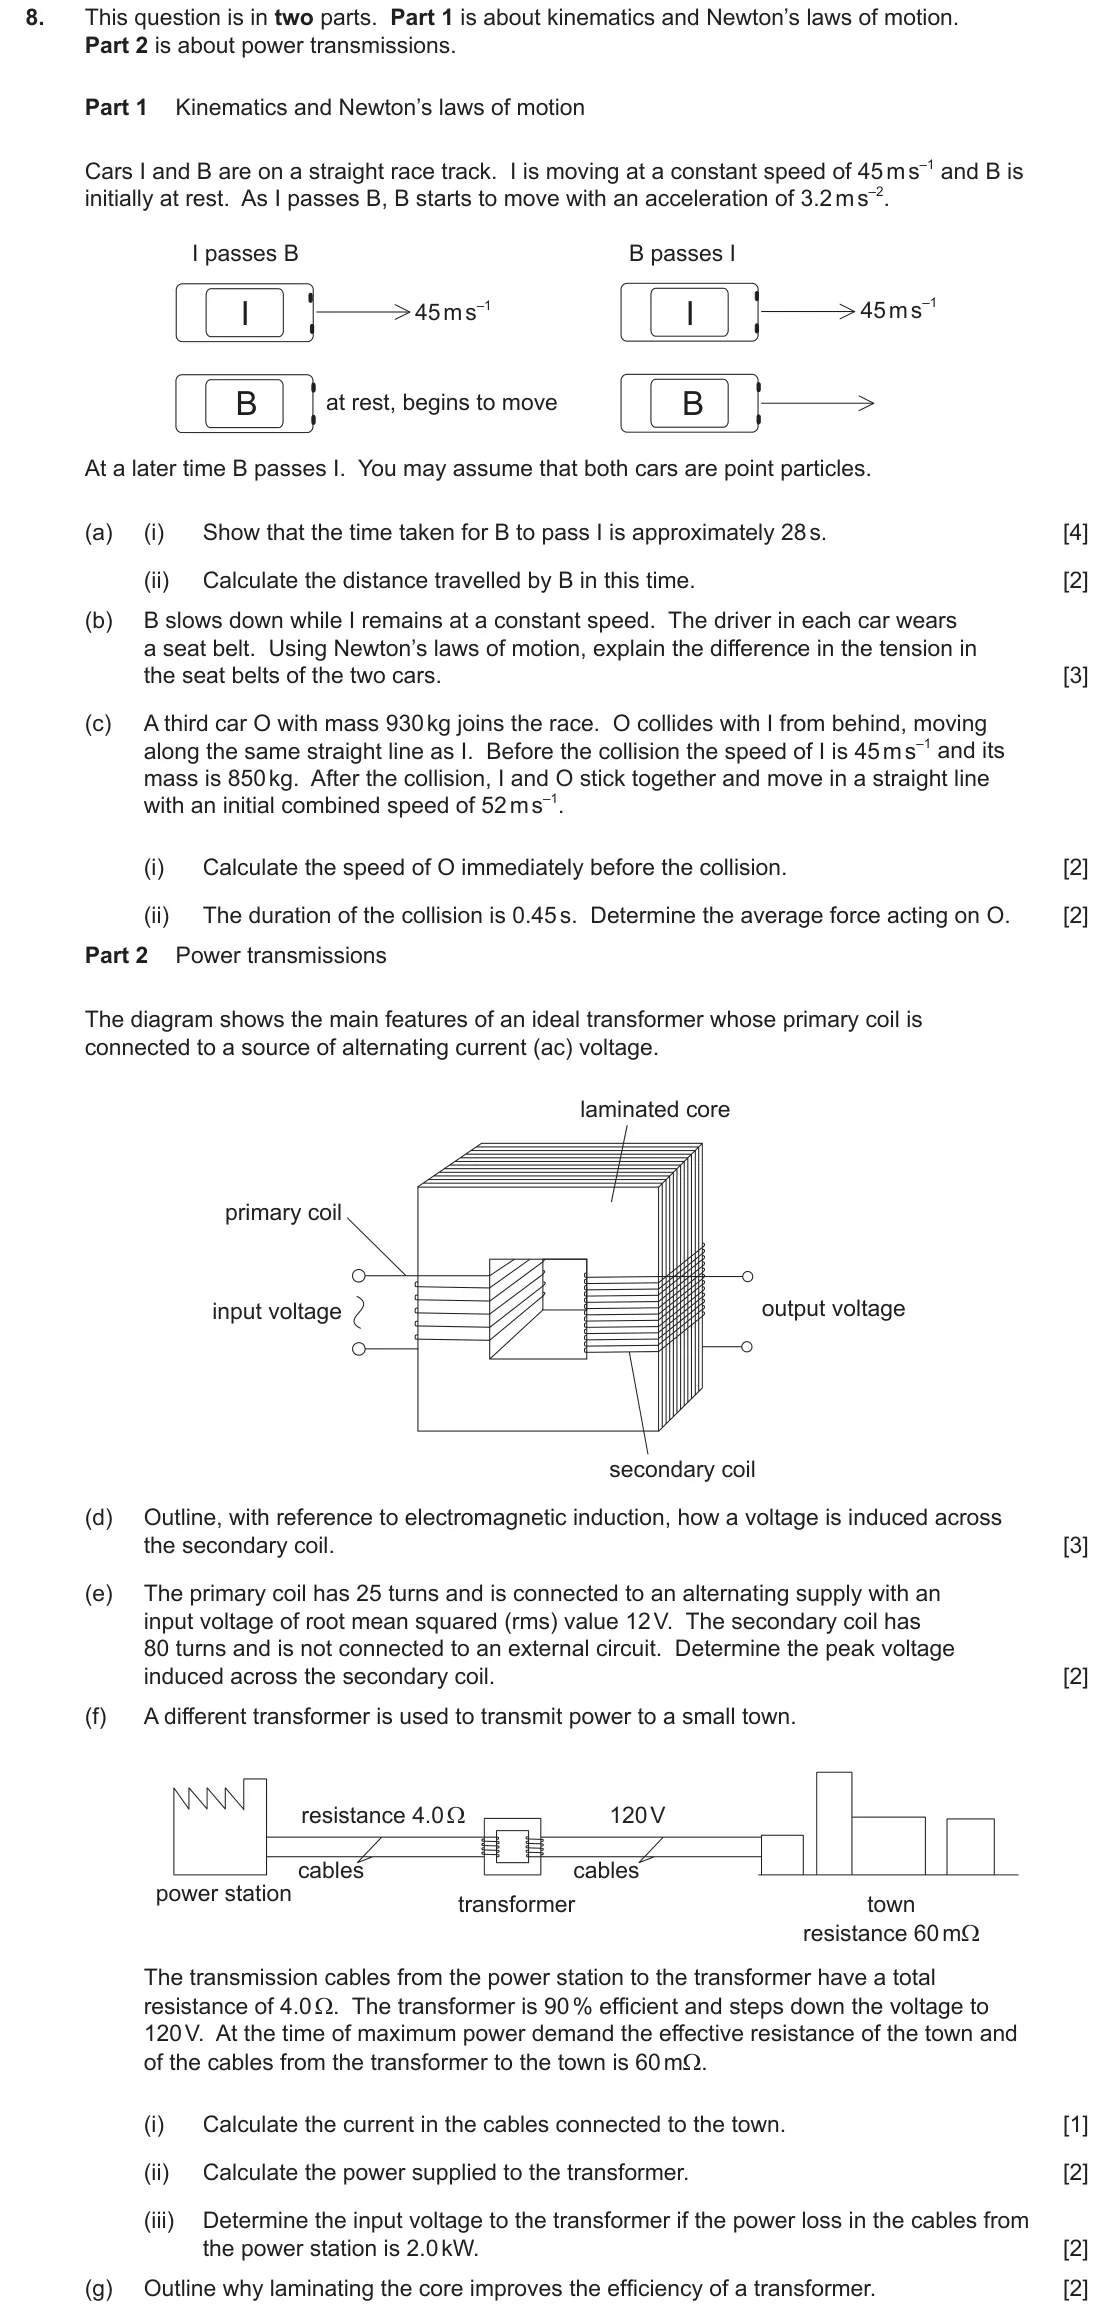 8. This question is in two parts. Part 1 is about kinematics and Newton's laws of motion.
Part 2 is about power transmissions.
Part 1 Kinematics and Newton's laws of motion
Cars I and B are on a straight race track. I is moving at a constant speed of 45 m s⁻¹ and B is
initially at rest. As I passes B, B starts to move with an acceleration of 3.2 m s⁻².
I passes B
B passes I
I
45 m s⁻¹
I
45 m s⁻¹
B
at rest, begins to move
B
At a later time B passes I. You may assume that both cars are point particles.
(a) (i) Show that the time taken for B to pass I is approximately 28 s. [4]
(ii) Calculate the distance travelled by B in this time. [2]
(b) B slows down while I remains at a constant speed. The driver in each car wears
a seat belt. Using Newton's laws of motion, explain the difference in the tension in
the seat belts of the two cars. [3]
(c) A third car O with mass 930 kg joins the race. O collides with I from behind, moving
along the same straight line as I. Before the collision the speed of I is 45 m s⁻¹ and its
mass is 850 kg. After the collision, I and O stick together and move in a straight line
with an initial combined speed of 52 m s⁻¹.
(i) Calculate the speed of O immediately before the collision. [2]
(ii) The duration of the collision is 0.45 s. Determine the average force acting on O. [2]
Part 2 Power transmissions
The diagram shows the main features of an ideal transformer whose primary coil is
connected to a source of alternating current (ac) voltage.
laminated core
primary coil
input voltage
output voltage
secondary coil
(d) Outline, with reference to electromagnetic induction, how a voltage is induced across
the secondary coil. [3]
(e) The primary coil has 25 turns and is connected to an alternating supply with an
input voltage of root mean squared (rms) value 12 V. The secondary coil has
80 turns and is not connected to an external circuit. Determine the peak voltage
induced across the secondary coil. [2]
(f) A different transformer is used to transmit power to a small town.
resistance 4.0 Ω
120 V
cables
cables
power station
transformer
town
resistance 60 mΩ
The transmission cables from the power station to the transformer have a total
resistance of 4.0 Ω. The transformer is 90 % efficient and steps down the voltage to
120 V. At the time of maximum power demand the effective resistance of the town and
of the cables from the transformer to the town is 60 mΩ.
(i) Calculate the current in the cables connected to the town. [1]
(ii) Calculate the power supplied to the transformer. [2]
(iii) Determine the input voltage to the transformer if the power loss in the cables from
the power station is 2.0 kW. [2]
(g) Outline why laminating the core improves the efficiency of a transformer. [2]